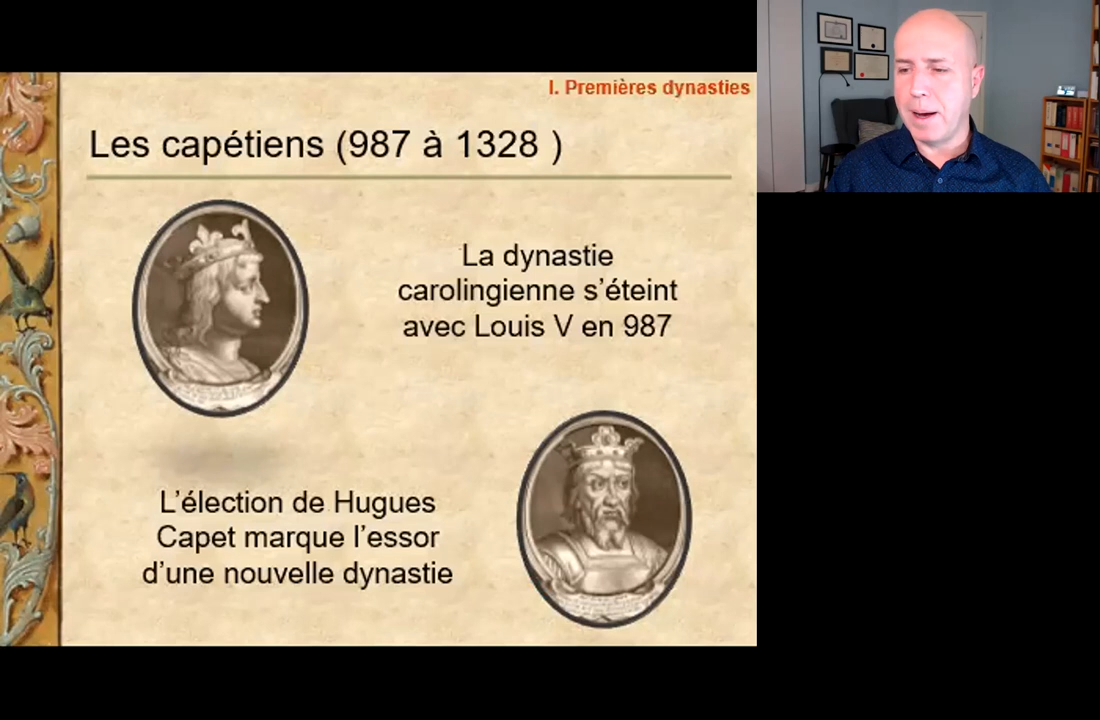 I. Premières dynasties
Les capétiens (987 à 1328 )
La dynastie
carolingienne s’éteint
avec Louis V en 987
L’élection de Hugues
Capet marque l’essor
d’une nouvelle dynastie